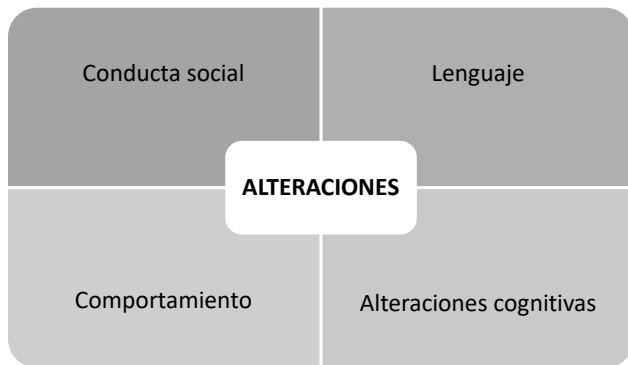 Conducta social
Lenguaje
ALTERACIONES
Comportamiento
Alteraciones cognitivas